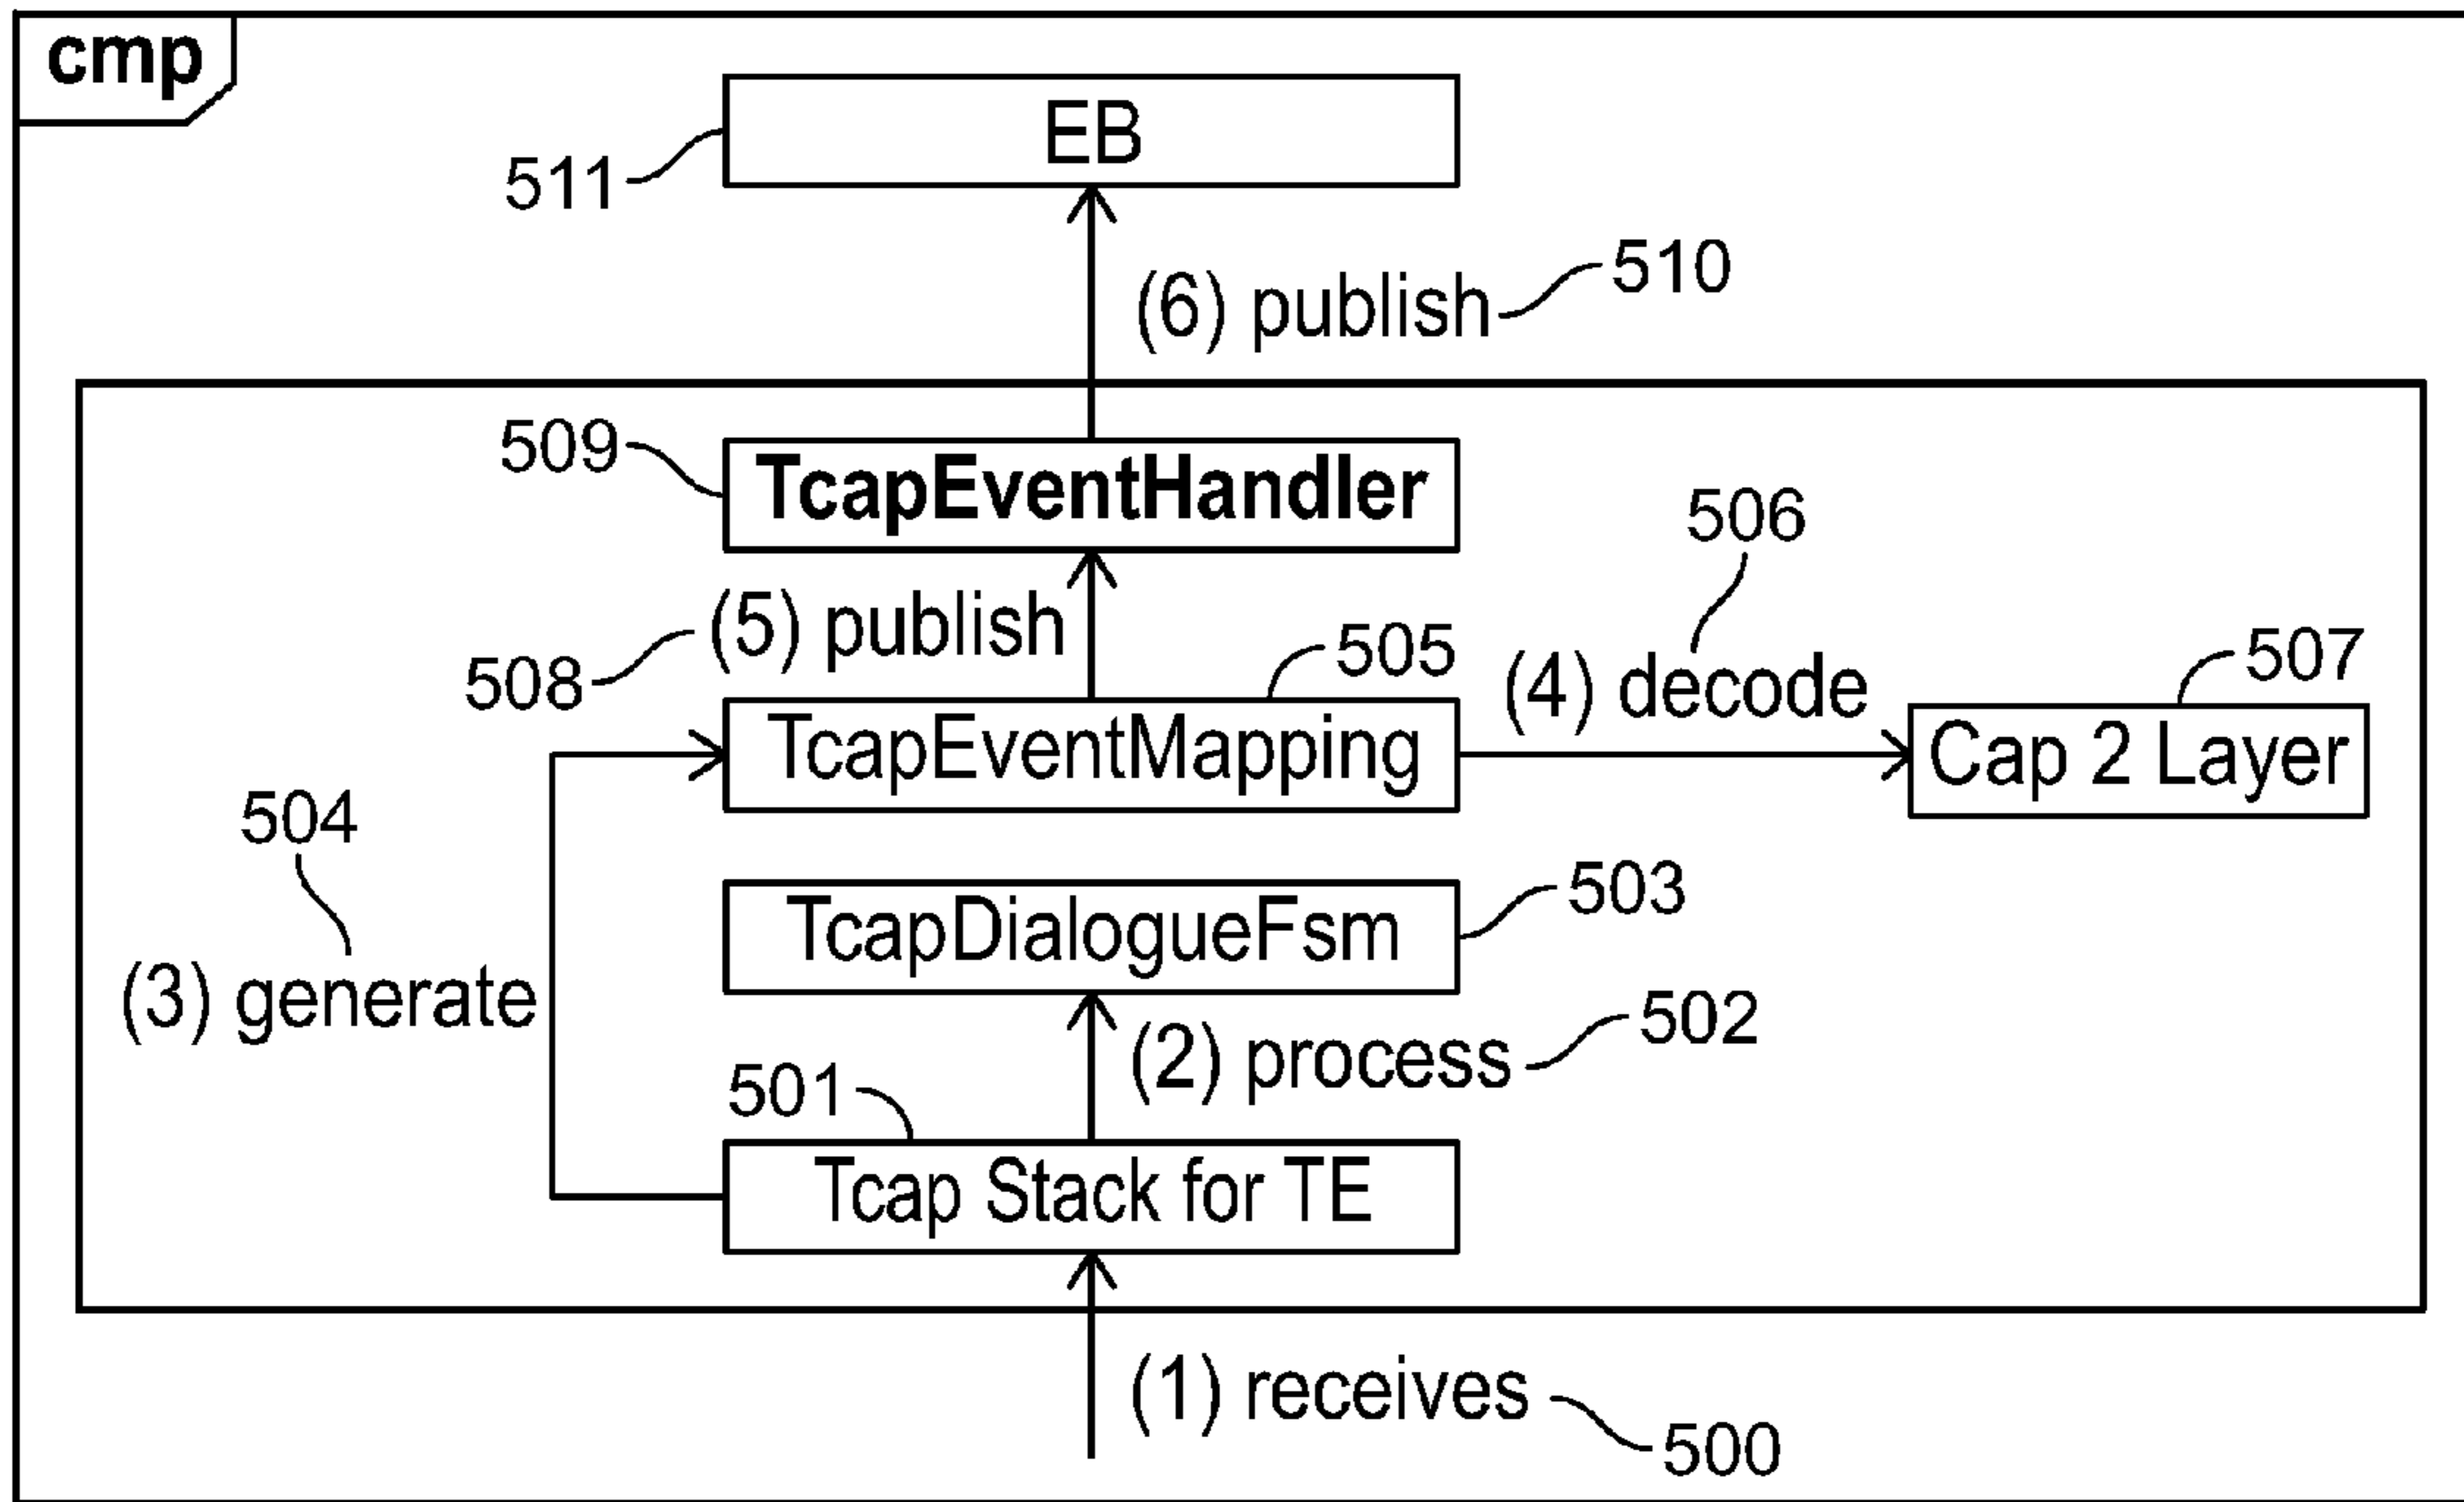 cmp
EB
511
(6) publish
510
509
TcapEventHandler
506
(5) publish
508
505
(4) decode
507
TcapEventMapping
Cap 2 Layer
504
503
TcapDialogueFsm
(3) generate
502
(2) process
501
Tcap Stack for TE
(1) receives
500